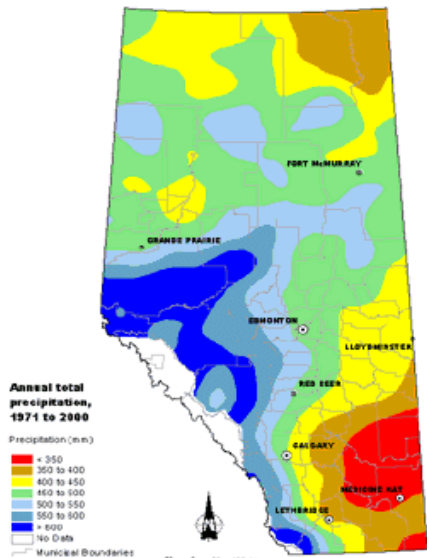 FORT McMURRAY
GRANDE PRAIRIE
EDMONTON
LLOYDMINSTER
RED DEER
CALGARY
MEDICINE HAT
LETHBRIDGE
Annual total
precipitation,
1971 to 2000
Precipitation (mm)
< 350
350 to 400
400 to 450
450 to 500
500 to 550
550 to 600
> 600
No Data
Municipal Boundaries